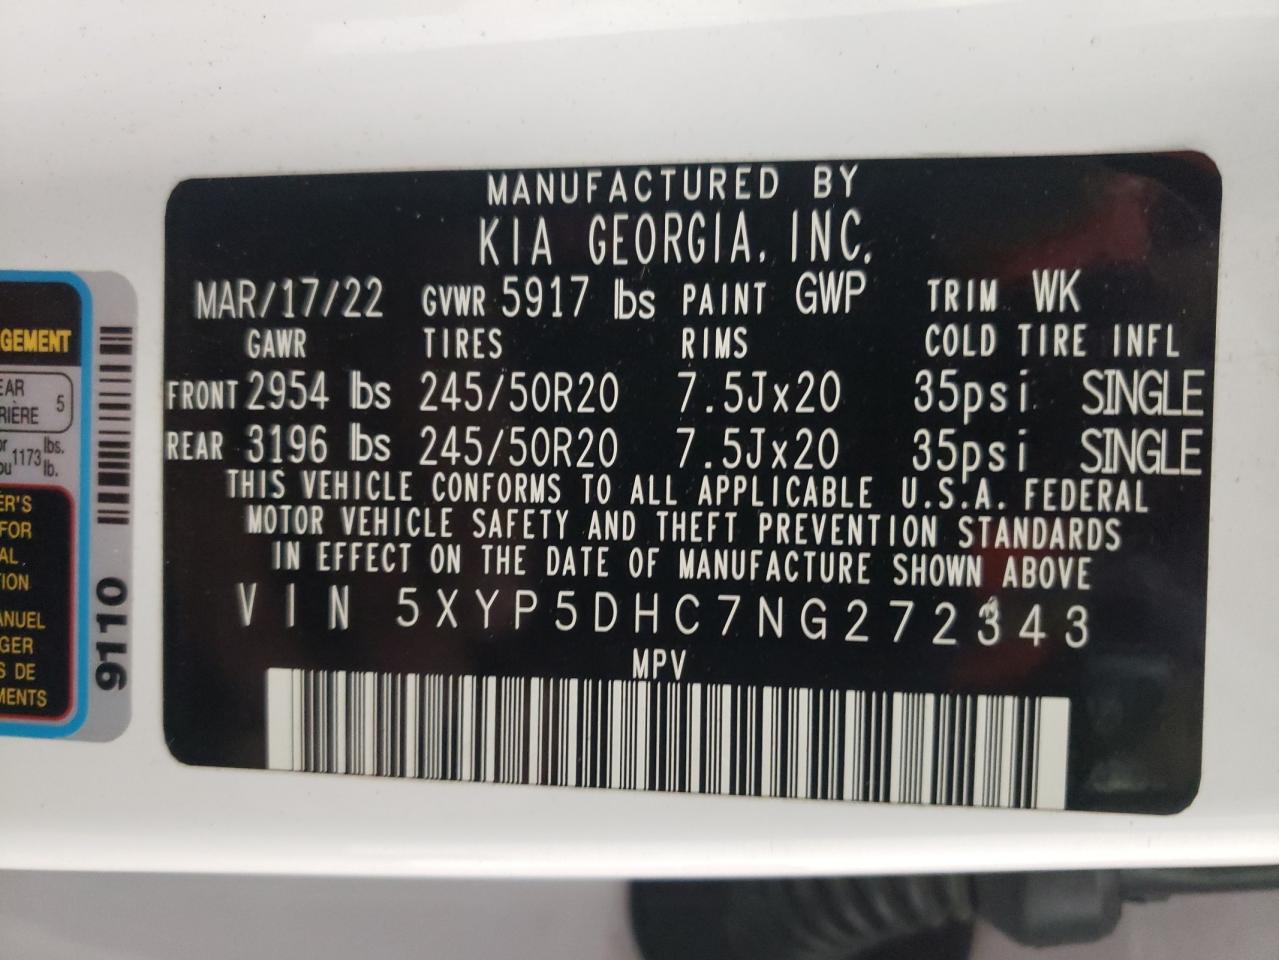 MANUFACTURED BY
KIA GEORGIA, INC.
MAR/17/22 GVWR 5917 lbs PAINT GWP TRIM WK
GAWR TIRES RIMS COLD TIRE INFL
FRONT 2954 lbs 245/50R20 7.5Jx20 35psi SINGLE
REAR 3196 lbs 245/50R20 7.5Jx20 35psi SINGLE
THIS VEHICLE CONFORMS TO ALL APPLICABLE U.S.A. FEDERAL
MOTOR VEHICLE SAFETY AND THEFT PREVENTION STANDARDS
IN EFFECT ON THE DATE OF MANUFACTURE SHOWN ABOVE
VIN 5XYP5DHC7NG272343
MPV
GEMENT
EAR
RIÈRE 5
or 1173 lbs.
ou lb.
ER'S
FOR
AL.
TION
ANUEL
GER
S DE
MENTS
9110